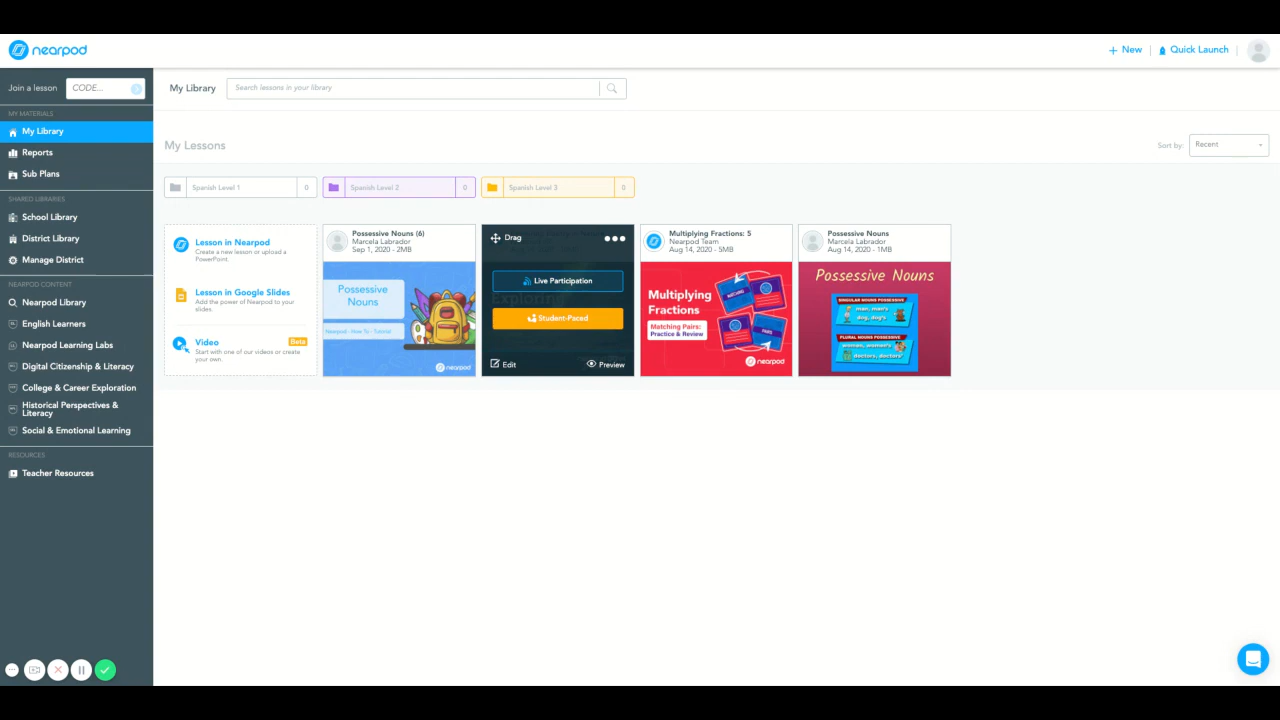 nearpod
New
Quick Launch
Join a lesson
CODE...
My Library
Search lessons in your library
MY MATERIALS
My Library
Reports
Sub Plans
SHARED LIBRARIES
School Library
District Library
Manage District
NEARPOD CONTENT
Nearpod Library
English Learners
Nearpod Learning Labs
Digital Citizenship & Literacy
College & Career Exploration
Historical Perspectives &
Literacy
Social & Emotional Learning
RESOURCES
Teacher Resources
My Lessons
Sort by:
Recent
Spanish Level 1
0
Spanish Level 2
0
Spanish Level 3
0
Lesson in Nearpod
Create a new lesson or upload a
PowerPoint.
Lesson in Google Slides
Add the power of Nearpod to your
slides.
Video
Beta
Start with one of our videos or create
your own.
Possessive Nouns (6)
Marcela Labrador
Sep 1, 2020 - 2MB
Possessive
Nouns
Nearpod - How To - Tutorial
nearpod
Drag
Live Participation
Exploring
Student-Paced
Edit
Preview
Multiplying Fractions: 5
Nearpod Team
Aug 14, 2020 - 5MB
Multiplying
Fractions
Matching Pairs:
Practice & Review
MATCHING
PAIRS
nearpod
Possessive Nouns
Marcela Labrador
Aug 14, 2020 - 1MB
Possessive Nouns
SINGULAR NOUNS POSSESSIVE
man, man's
dog, dog's
PLURAL NOUNS POSSESSIVE
women, women's
doctors, doctors'